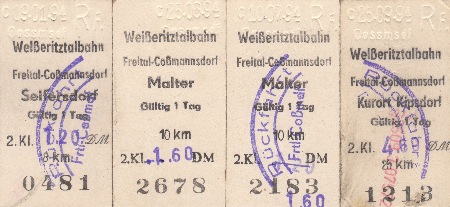 Weißeritztalbahn
Freital-Coßmannsdorf
Seifersdorf
Gültig 1 Tag
2.Kl. 1.20 DM
8 km
0481
Weißeritztalbahn
Freital-Coßmannsdorf
Malter
Gültig 1 Tag
10 km
2.Kl. 1.60 DM
2678
Weißeritztalbahn
Freital-Coßmannsdorf
Malter
Gültig 1 Tag
Rückfahrt
10 km
2.Kl. DM
2183
1.60
Weißeritztalbahn
Freital-Coßmannsdorf
Kurort Kipsdorf
Gültig 1 Tag
2.Kl. DM
km
1213